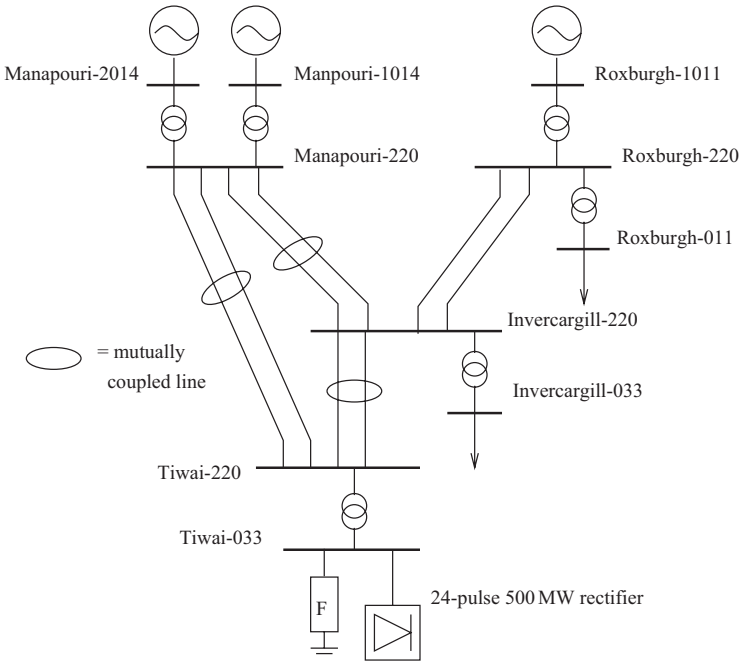 Manapouri-2014
Manpouri-1014
Roxburgh-1011
Manapouri-220
Roxburgh-220
Roxburgh-011
Invercargill-220
= mutually
coupled line
Invercargill-033
Tiwai-220
Tiwai-033
24-pulse 500 MW rectifier
F